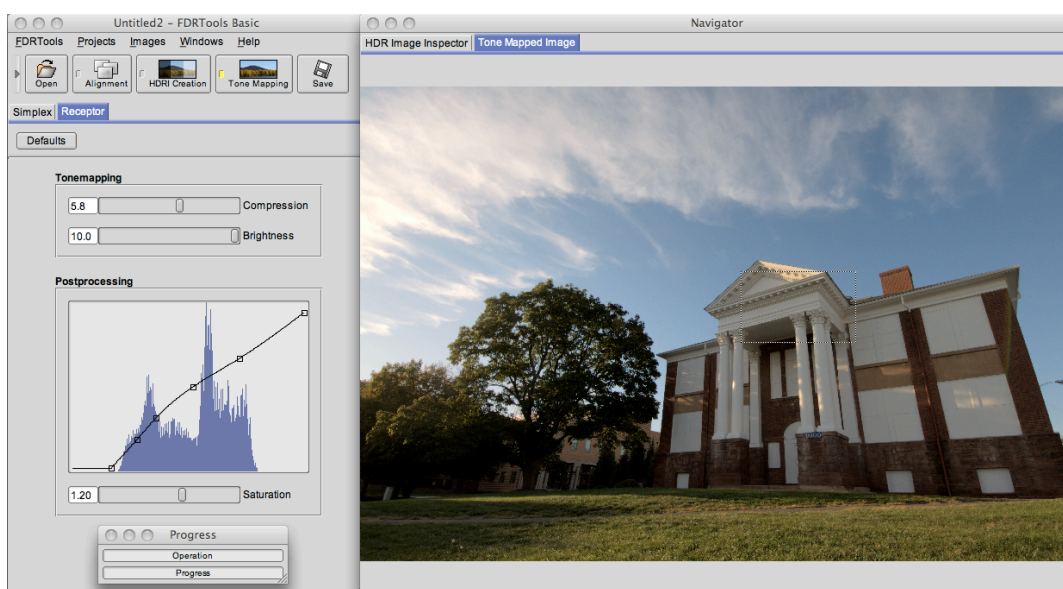 Untitled2 – FDRTools Basic
FDRTools Projects Images Windows Help
Open Alignment HDRI Creation Tone Mapping Save
Simplex Receptor
Defaults
Tonemapping
5.8 Compression
10.0 Brightness
Postprocessing
1.20 Saturation
Progress
Operation
Progress
Navigator
HDR Image Inspector Tone Mapped Image